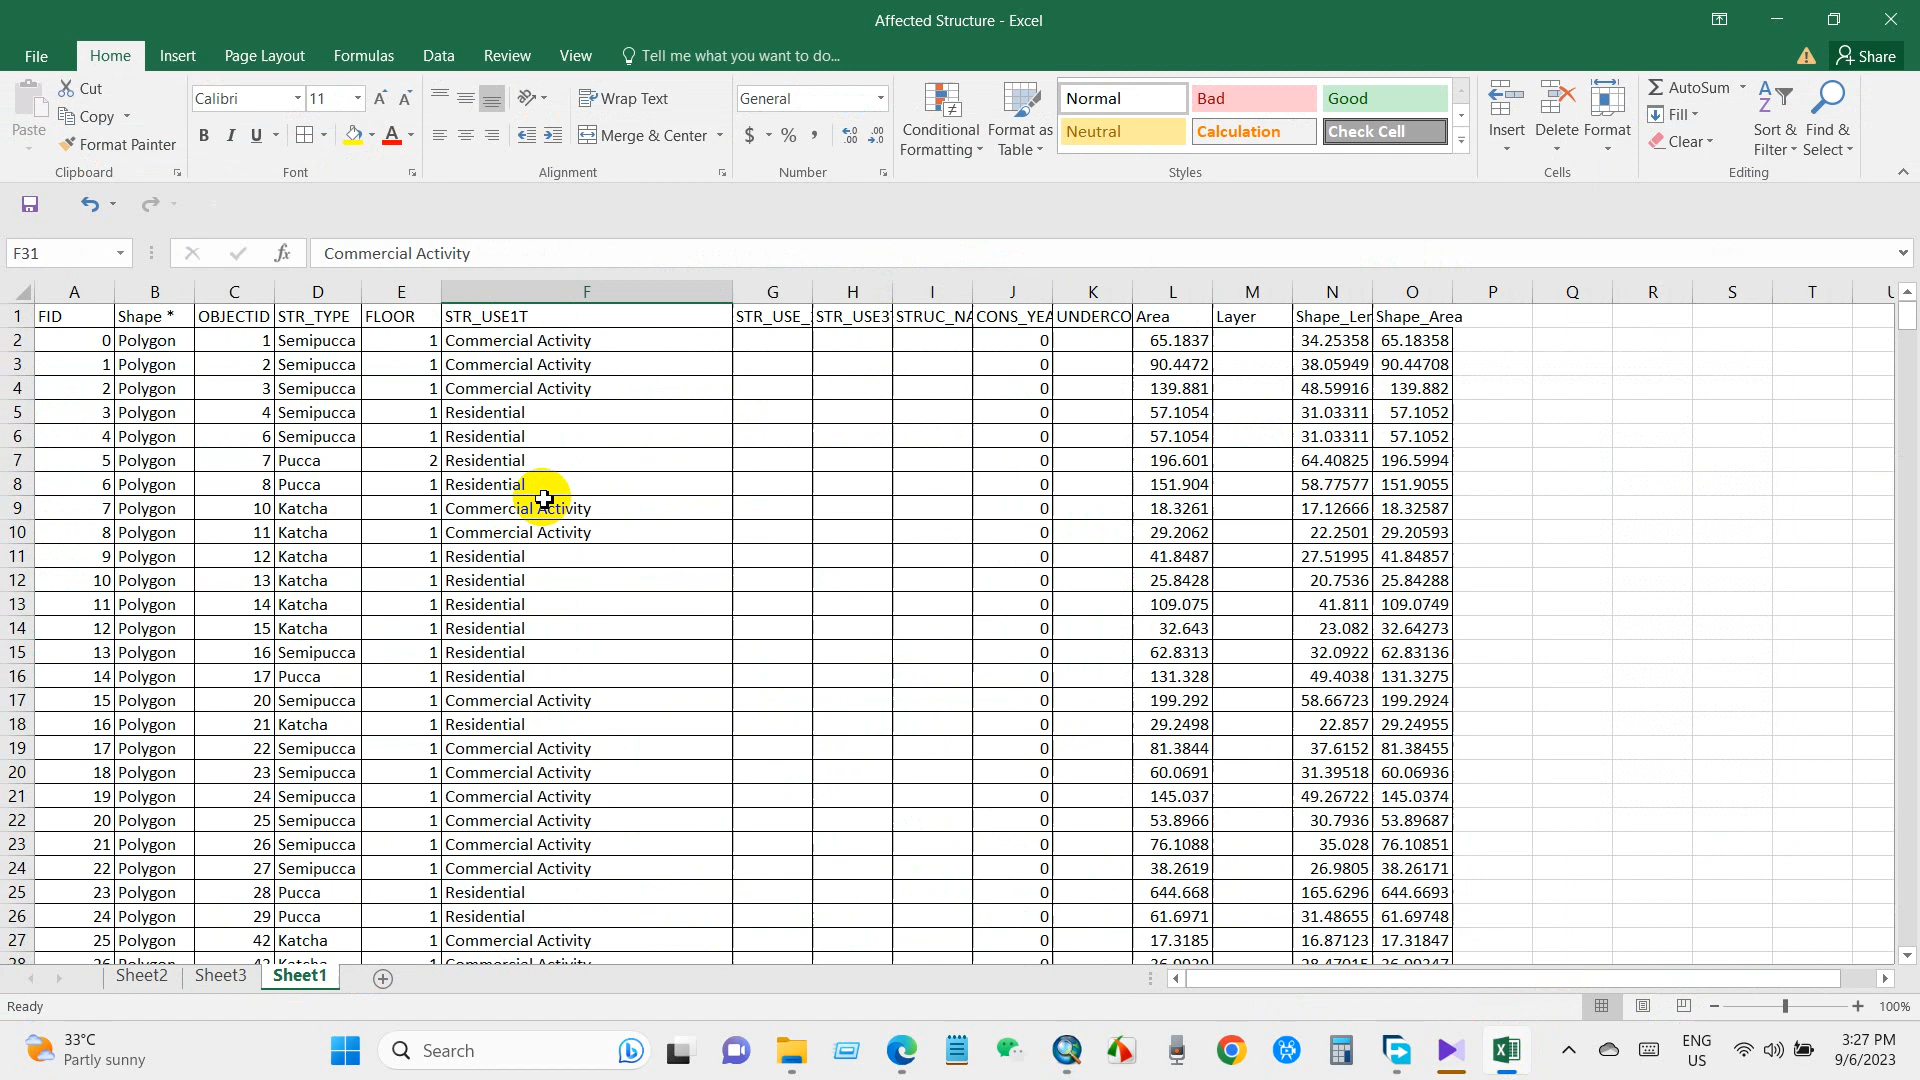 Affected Structure - Excel
File Home Insert Page Layout Formulas Data Review View Tell me what you want to do... Share
Paste Cut Copy Format Painter Clipboard
Calibri 11 B I U Font
Wrap Text Merge & Center Alignment
General $ % , Number
Conditional Formatting Format as Table
Normal Bad Good
Neutral Calculation Check Cell
Styles
Insert Delete Format Cells
AutoSum Fill Clear Sort & Filter Find & Select Editing
F31 fx Commercial Activity
A B C D E F G H I J K L M N O P Q R S T U
1 FID Shape * OBJECTID STR_TYPE FLOOR STR_USE1T STR_USE_ STR_USE3 STRUC_NA CONS_YEA UNDERCO Area Layer Shape_Len Shape_Area
2 0 Polygon 1 Semipucca 1 Commercial Activity 0 65.1837 34.25358 65.18358
3 1 Polygon 2 Semipucca 1 Commercial Activity 0 90.4472 38.05949 90.44708
4 2 Polygon 3 Semipucca 1 Commercial Activity 0 139.881 48.59916 139.882
5 3 Polygon 4 Semipucca 1 Residential 0 57.1054 31.03311 57.1052
6 4 Polygon 6 Semipucca 1 Residential 0 57.1054 31.03311 57.1052
7 5 Polygon 7 Pucca 2 Residential 0 196.601 64.40825 196.5994
8 6 Polygon 8 Pucca 1 Residential 0 151.904 58.77577 151.9055
9 7 Polygon 10 Katcha 1 Commercial Activity 0 18.3261 17.12666 18.32587
10 8 Polygon 11 Katcha 1 Commercial Activity 0 29.2062 22.2501 29.20593
11 9 Polygon 12 Katcha 1 Residential 0 41.8487 27.51995 41.84857
12 10 Polygon 13 Katcha 1 Residential 0 25.8428 20.7536 25.84288
13 11 Polygon 14 Katcha 1 Residential 0 109.075 41.811 109.0749
14 12 Polygon 15 Katcha 1 Residential 0 32.643 23.082 32.64273
15 13 Polygon 16 Semipucca 1 Residential 0 62.8313 32.0922 62.83136
16 14 Polygon 17 Pucca 1 Residential 0 131.328 49.4038 131.3275
17 15 Polygon 20 Semipucca 1 Commercial Activity 0 199.292 58.66723 199.2924
18 16 Polygon 21 Katcha 1 Residential 0 29.2498 22.857 29.24955
19 17 Polygon 22 Semipucca 1 Commercial Activity 0 81.3844 37.6152 81.38455
20 18 Polygon 23 Semipucca 1 Commercial Activity 0 60.0691 31.39518 60.06936
21 19 Polygon 24 Semipucca 1 Commercial Activity 0 145.037 49.26722 145.0374
22 20 Polygon 25 Semipucca 1 Commercial Activity 0 53.8966 30.7936 53.89687
23 21 Polygon 26 Semipucca 1 Commercial Activity 0 76.1088 35.028 76.10851
24 22 Polygon 27 Semipucca 1 Commercial Activity 0 38.2619 26.9805 38.26171
25 23 Polygon 28 Pucca 1 Residential 0 644.668 165.6296 644.6693
26 24 Polygon 29 Pucca 1 Residential 0 61.6971 31.48655 61.69748
27 25 Polygon 42 Katcha 1 Commercial Activity 0 17.3185 16.87123 17.31847
Sheet2 Sheet3 Sheet1
Ready 100%
33°C
Partly sunny
Search
ENG
US
3:27 PM
9/6/2023